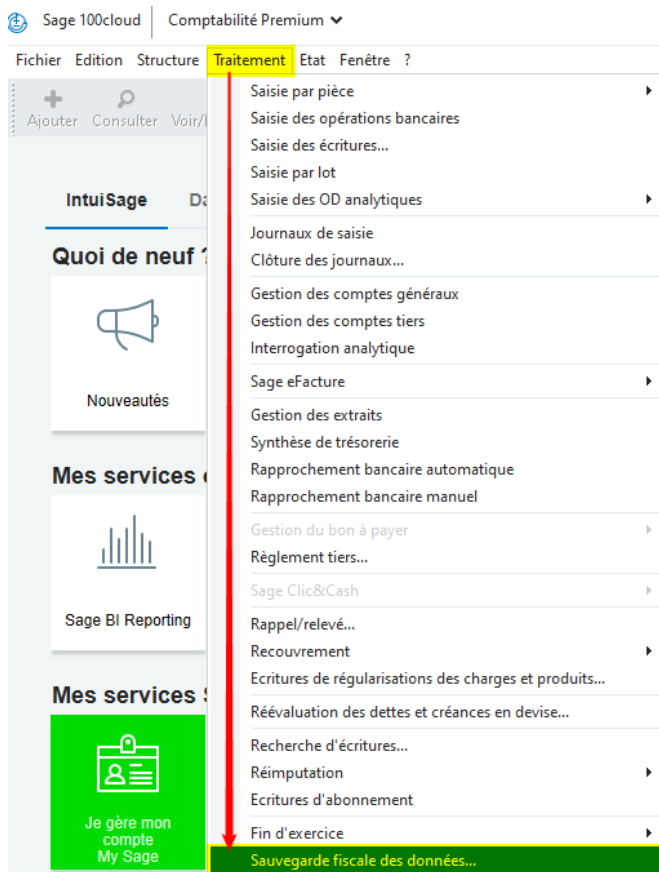 Sage 100cloud Comptabilité Premium
Fichier Edition Structure Traitement Etat Fenêtre ?
Ajouter Consulter
IntuiSage
Quoi de neuf ?
Nouveautés
Mes services
Sage BI Reporting
Mes services
Je gère mon
compte
My Sage
Saisie par pièce
Saisie des opérations bancaires
Saisie des écritures...
Saisie par lot
Saisie des OD analytiques
Journaux de saisie
Clôture des journaux...
Gestion des comptes généraux
Gestion des comptes tiers
Interrogation analytique
Sage eFacture
Gestion des extraits
Synthèse de trésorerie
Rapprochement bancaire automatique
Rapprochement bancaire manuel
Gestion du bon à payer
Règlement tiers...
Sage Clic&Cash
Rappel/relevé...
Recouvrement
Ecritures de régularisations des charges et produits...
Réévaluation des dettes et créances en devise...
Recherche d'écritures...
Réimputation
Ecritures d'abonnement
Fin d'exercice
Sauvegarde fiscale des données...